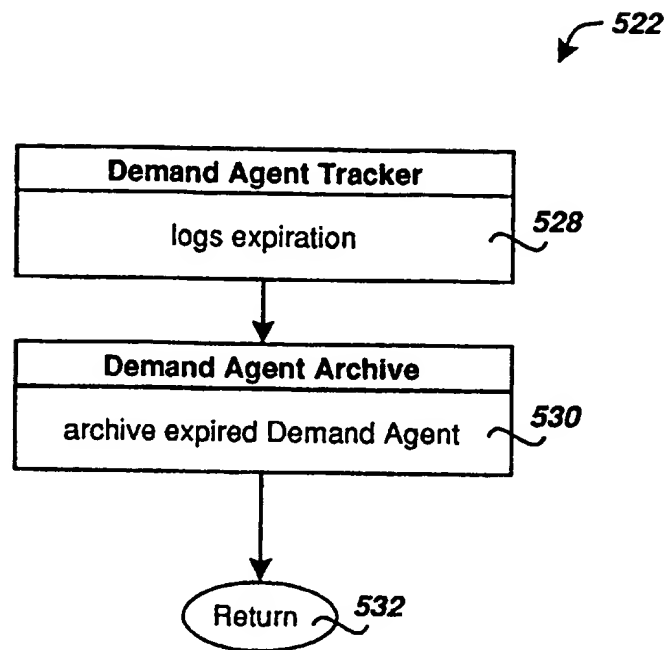 522
Demand Agent Tracker
logs expiration
528
Demand Agent Archive
archive expired Demand Agent
530
Return
532